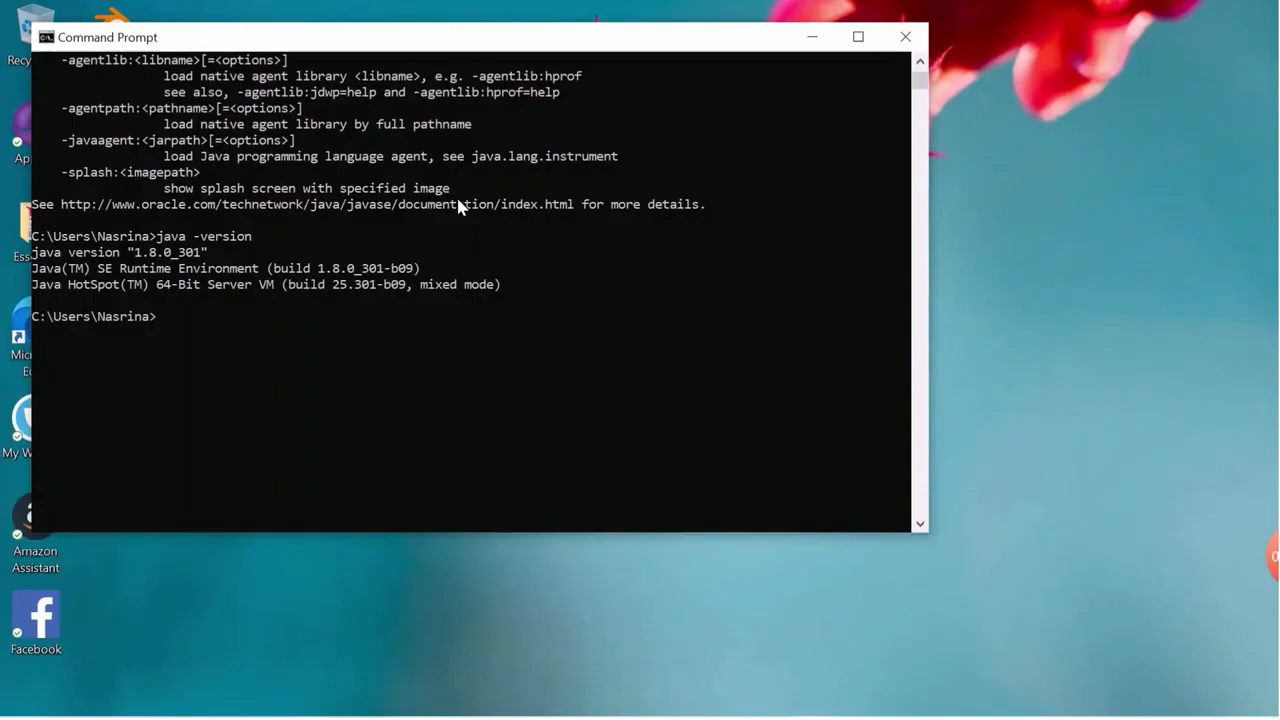 Command Prompt
-agentlib:<libname>[=<options>]
load native agent library <libname>, e.g. -agentlib:hprof
see also, -agentlib:jdwp=help and -agentlib:hprof=help
-agentpath:<pathname>[=<options>]
load native agent library by full pathname
-javaagent:<jarpath>[=<options>]
load Java programming language agent, see java.lang.instrument
-splash:<imagepath>
show splash screen with specified image
See http://www.oracle.com/technetwork/java/javase/documentation/index.html for more details.
C:\Users\Nasrina>java -version
java version "1.8.0_301"
Java(TM) SE Runtime Environment (build 1.8.0_301-b09)
Java HotSpot(TM) 64-Bit Server VM (build 25.301-b09, mixed mode)
C:\Users\Nasrina>
Recy
Ap
Ess
Mic
E
My W
Amazon
Assistant
Facebook